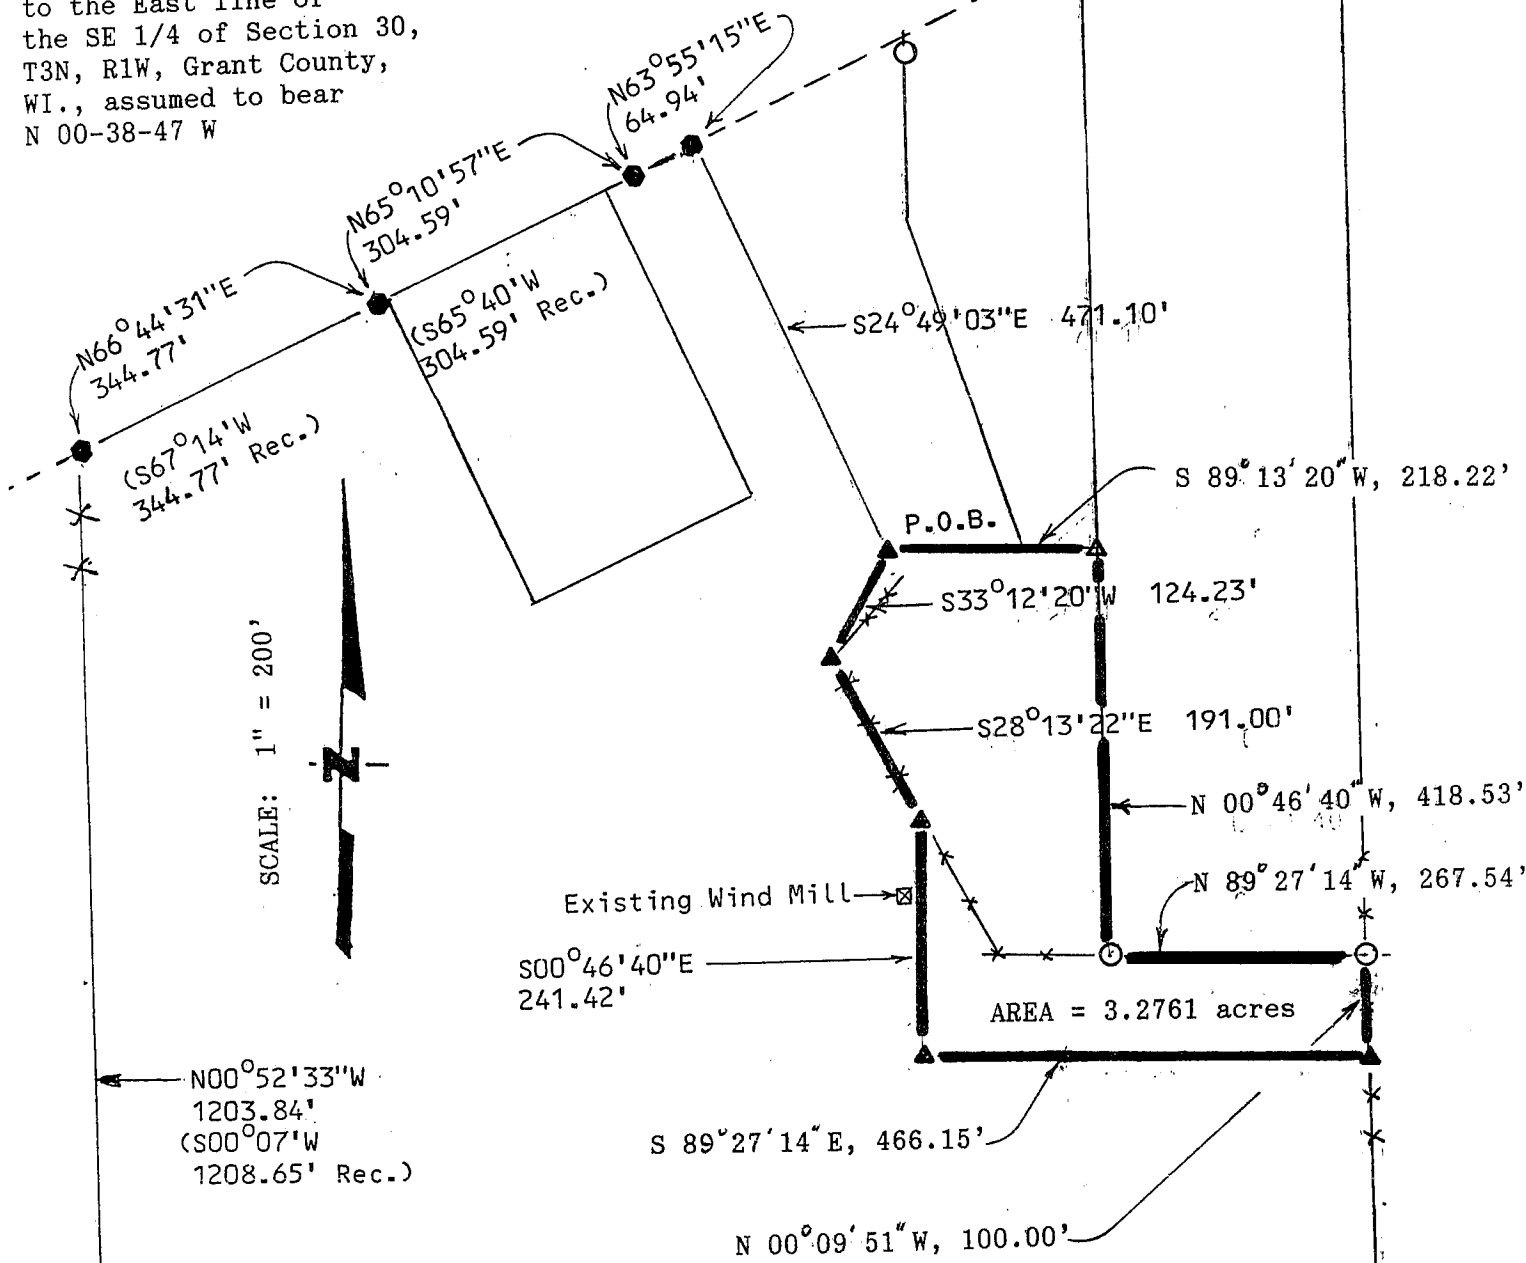 to the East line of
the SE 1/4 of Section 30,
T3N, R1W, Grant County,
WI., assumed to bear
N 00-38-47 W
N63°55'15"E
64.94'
N65°10'57"E
304.59'
N66°44'31"E
344.77'
(S65°40'W
304.59' Rec.)
(S67°14'W
344.77' Rec.)
S24°49'03"E 471.10'
S 89°13'20"W, 218.22'
P.O.B.
S33°12'20"W 124.23'
S28°13'22"E 191.00'
SCALE: 1" = 200'
N
N 00°46'40"W, 418.53'
N 89°27'14"W, 267.54'
Existing Wind Mill
S00°46'40"E
241.42'
AREA = 3.2761 acres
N00°52'33"W
1203.84'
(S00°07'W
1208.65' Rec.)
S 89°27'14"E, 466.15'
N 00°09'51"W, 100.00'